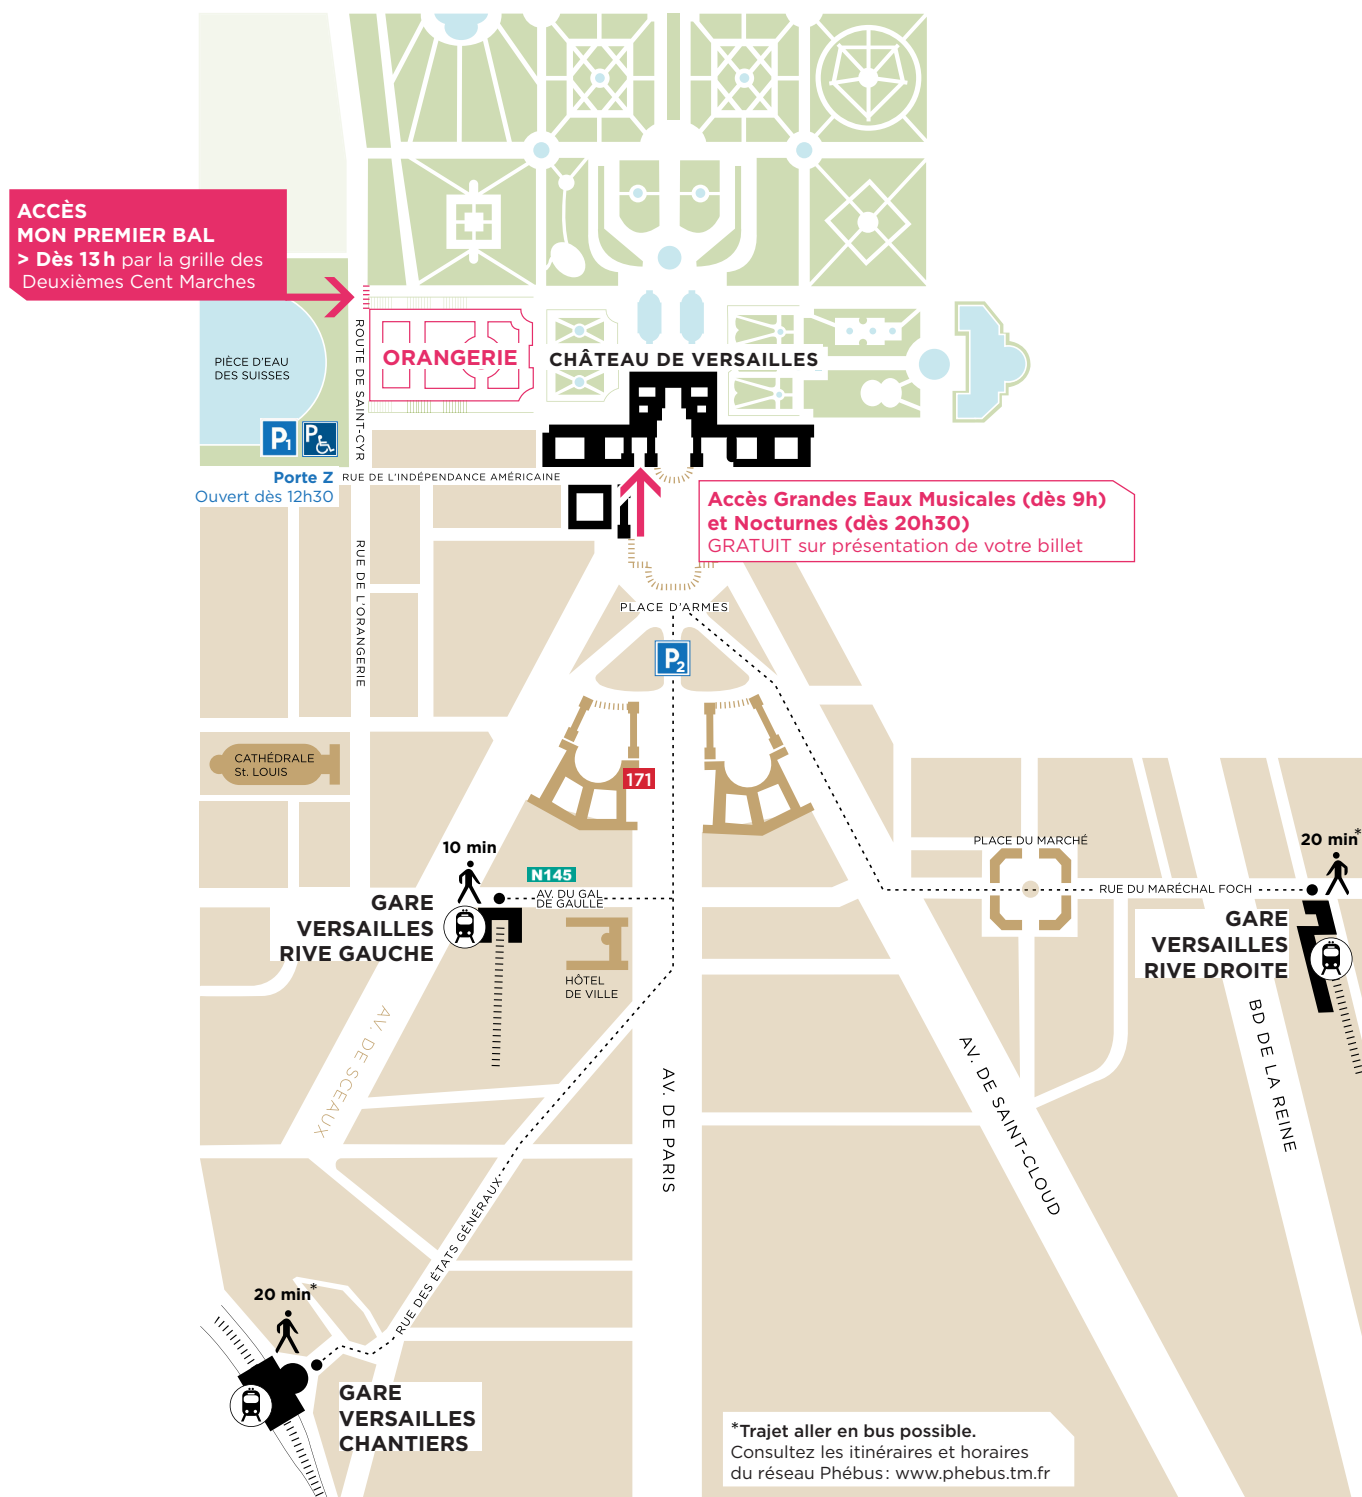 ACCÈS
MON PREMIER BAL
> Dès 13h par la grille des
Deuxièmes Cent Marches
PIÈCE D'EAU
DES SUISSES
ROUTE DE SAINT-CYR
ORANGERIE
CHÂTEAU DE VERSAILLES
P1
P
Porte Z
Ouvert dès 12h30
RUE DE L'INDÉPENDANCE AMÉRICAINE
Accès Grandes Eaux Musicales (dès 9h)
et Nocturnes (dès 20h30)
GRATUIT sur présentation de votre billet
RUE DE L'ORANGERIE
PLACE D'ARMES
P2
CATHÉDRALE
St. LOUIS
171
10 min
N145
AV. DU GAL
DE GAULLE
GARE
VERSAILLES
RIVE GAUCHE
HÔTEL
DE VILLE
PLACE DU MARCHÉ
20 min*
RUE DU MARÉCHAL FOCH
GARE
VERSAILLES
RIVE DROITE
AV. DE SCEAUX
AV. DE PARIS
AV. DE SAINT-CLOUD
BD DE LA REINE
RUE DES ÉTATS GÉNÉRAUX
20 min*
GARE
VERSAILLES
CHANTIERS
*Trajet aller en bus possible.
Consultez les itinéraires et horaires
du réseau Phébus: www.phebus.tm.fr